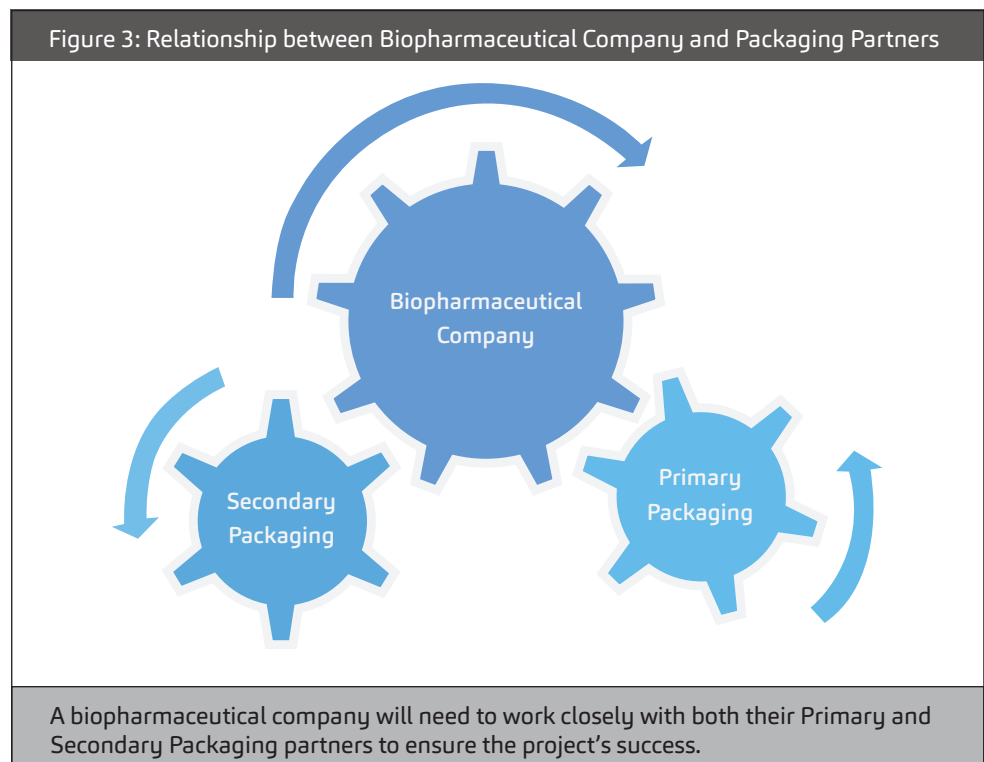 Figure 3: Relationship between Biopharmaceutical Company and Packaging Partners
Biopharmaceutical
Company
Secondary
Packaging
Primary
Packaging
A biopharmaceutical company will need to work closely with both their Primary and
Secondary Packaging partners to ensure the project’s success.